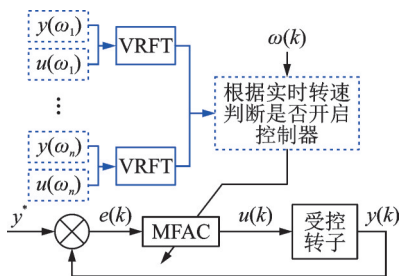 y(ω₁)
u(ω₁)
VRFT
...
y(ωₙ)
u(ωₙ)
VRFT
ω(k)
根据实时转速
判断是否开启
控制器
y*
e(k)
MFAC
u(k)
受控
转子
y(k)